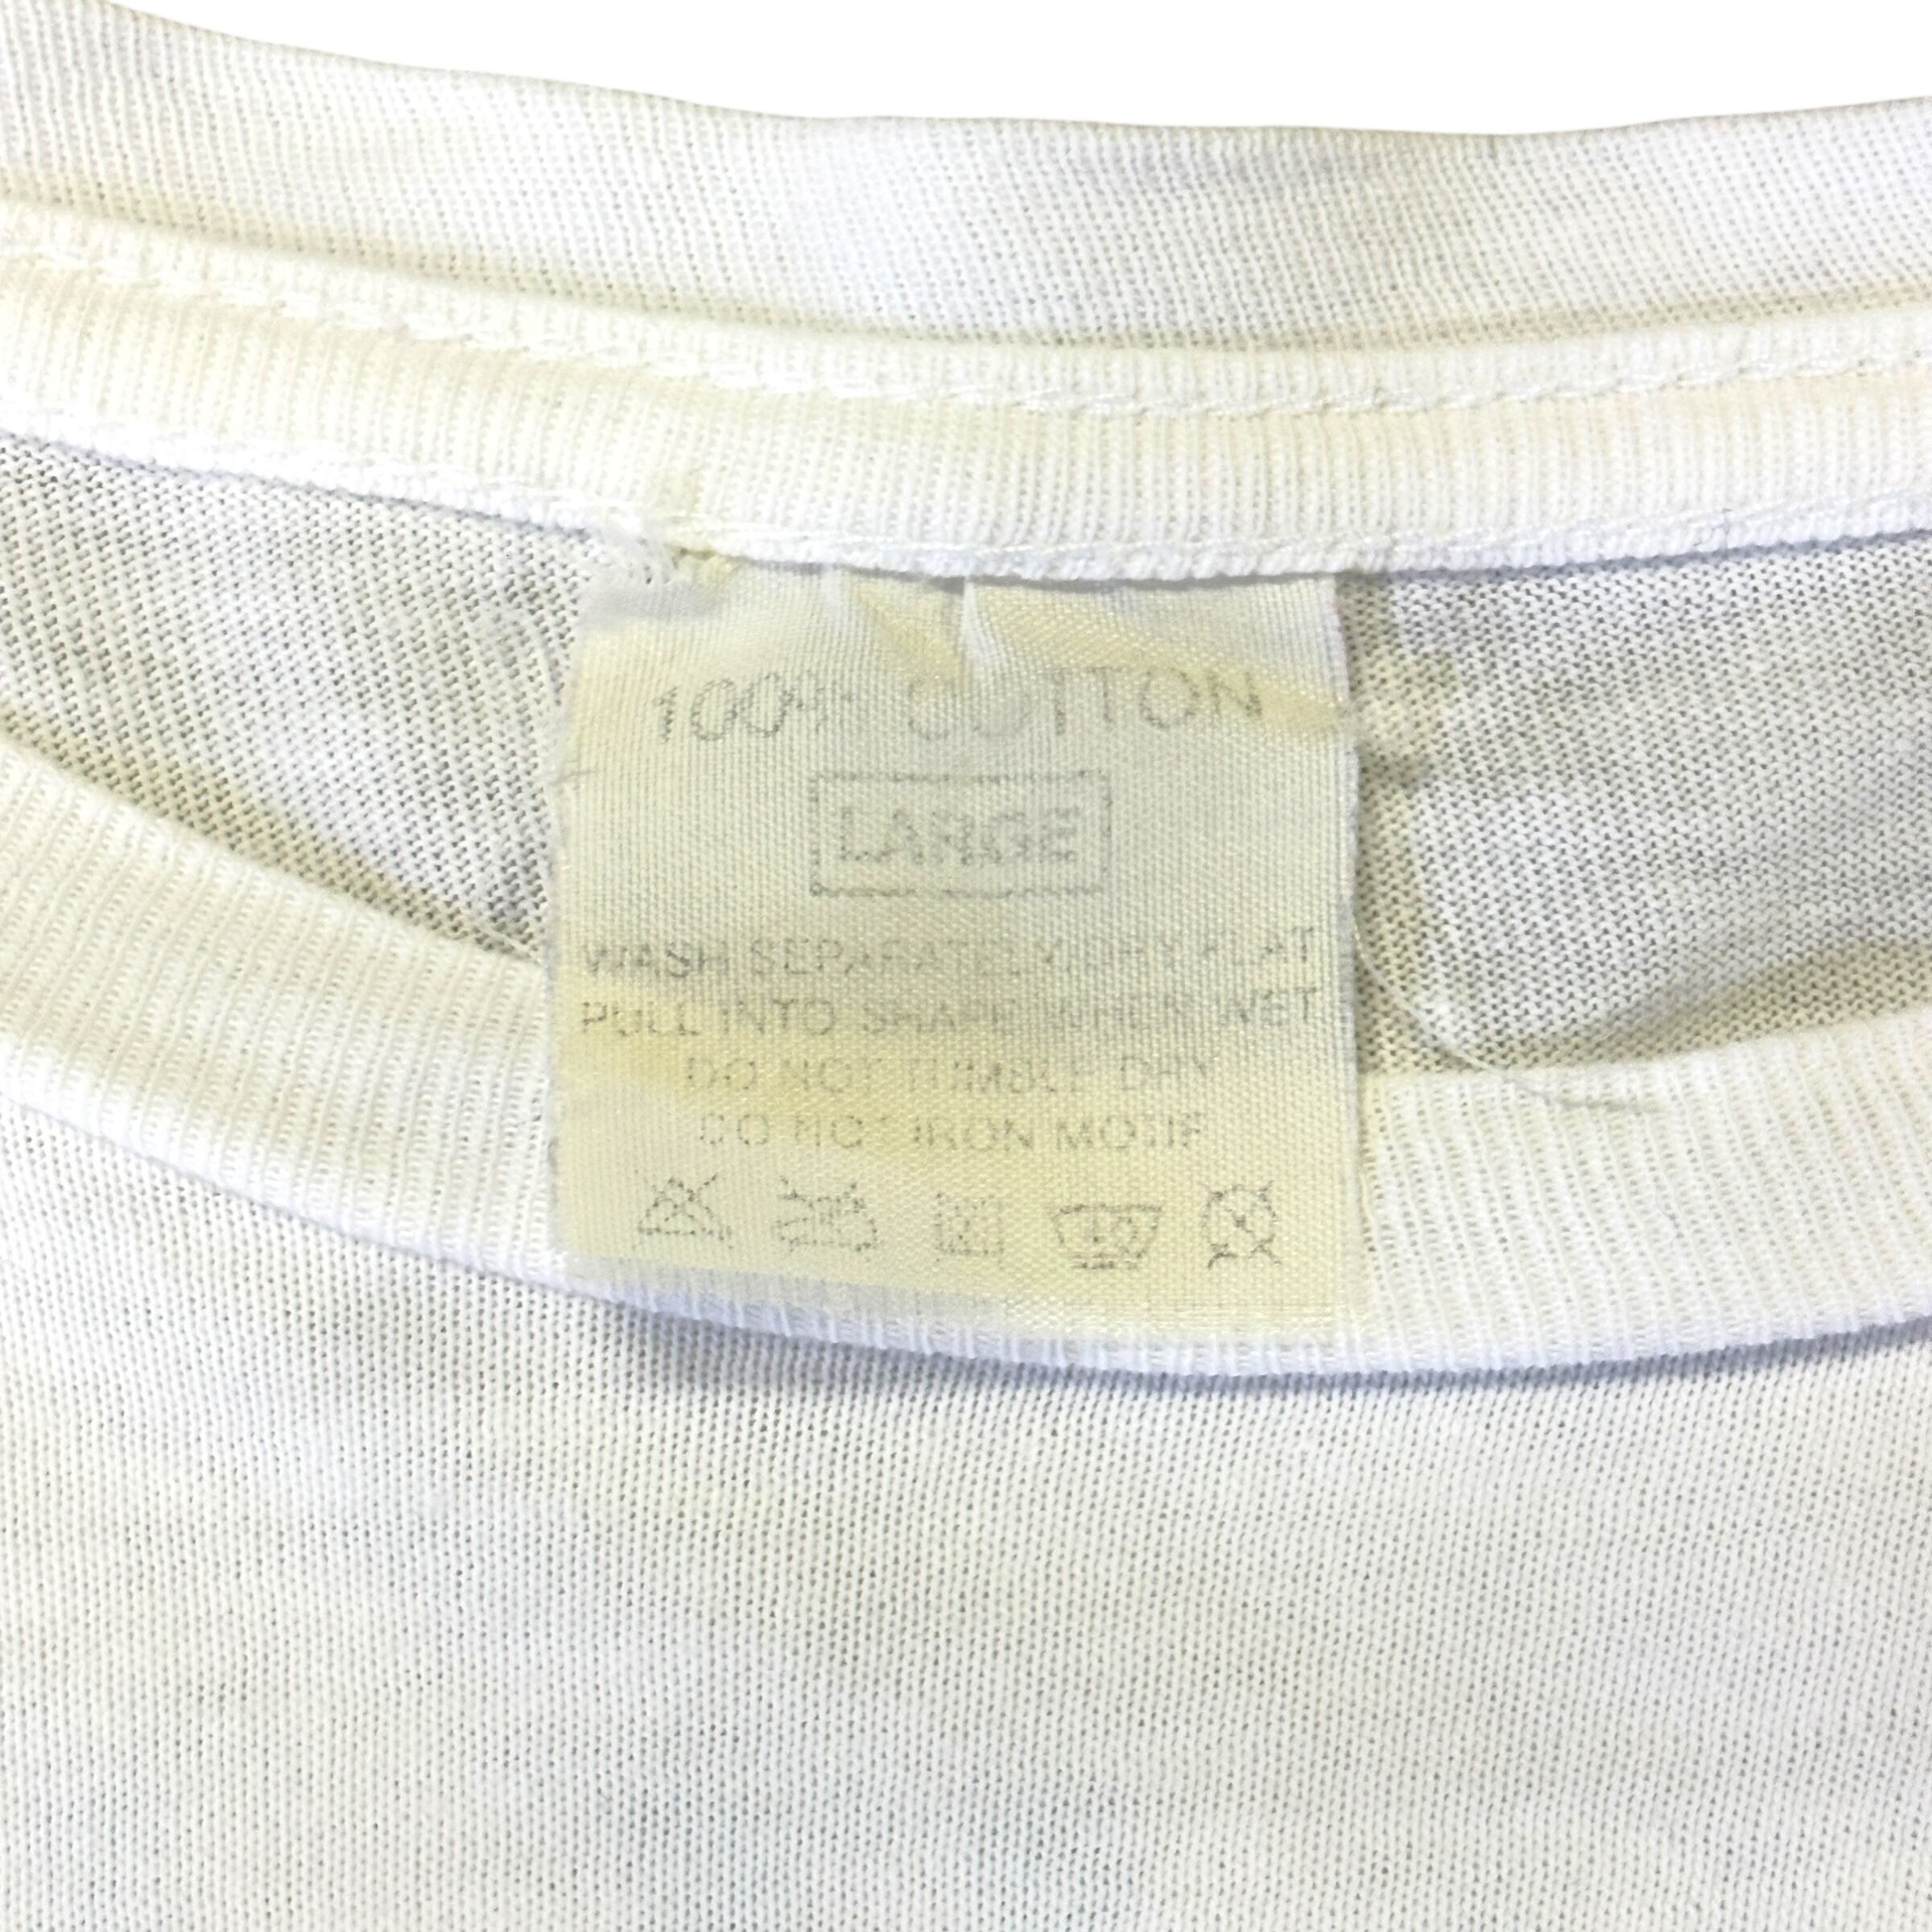 100% COTTON
LARGE
WASH SEPARATELY/DRY FLAT
PULL INTO SHAPE WHEN WET
DO NOT TUMBLE DRY
DO NOT IRON MOTIF
40